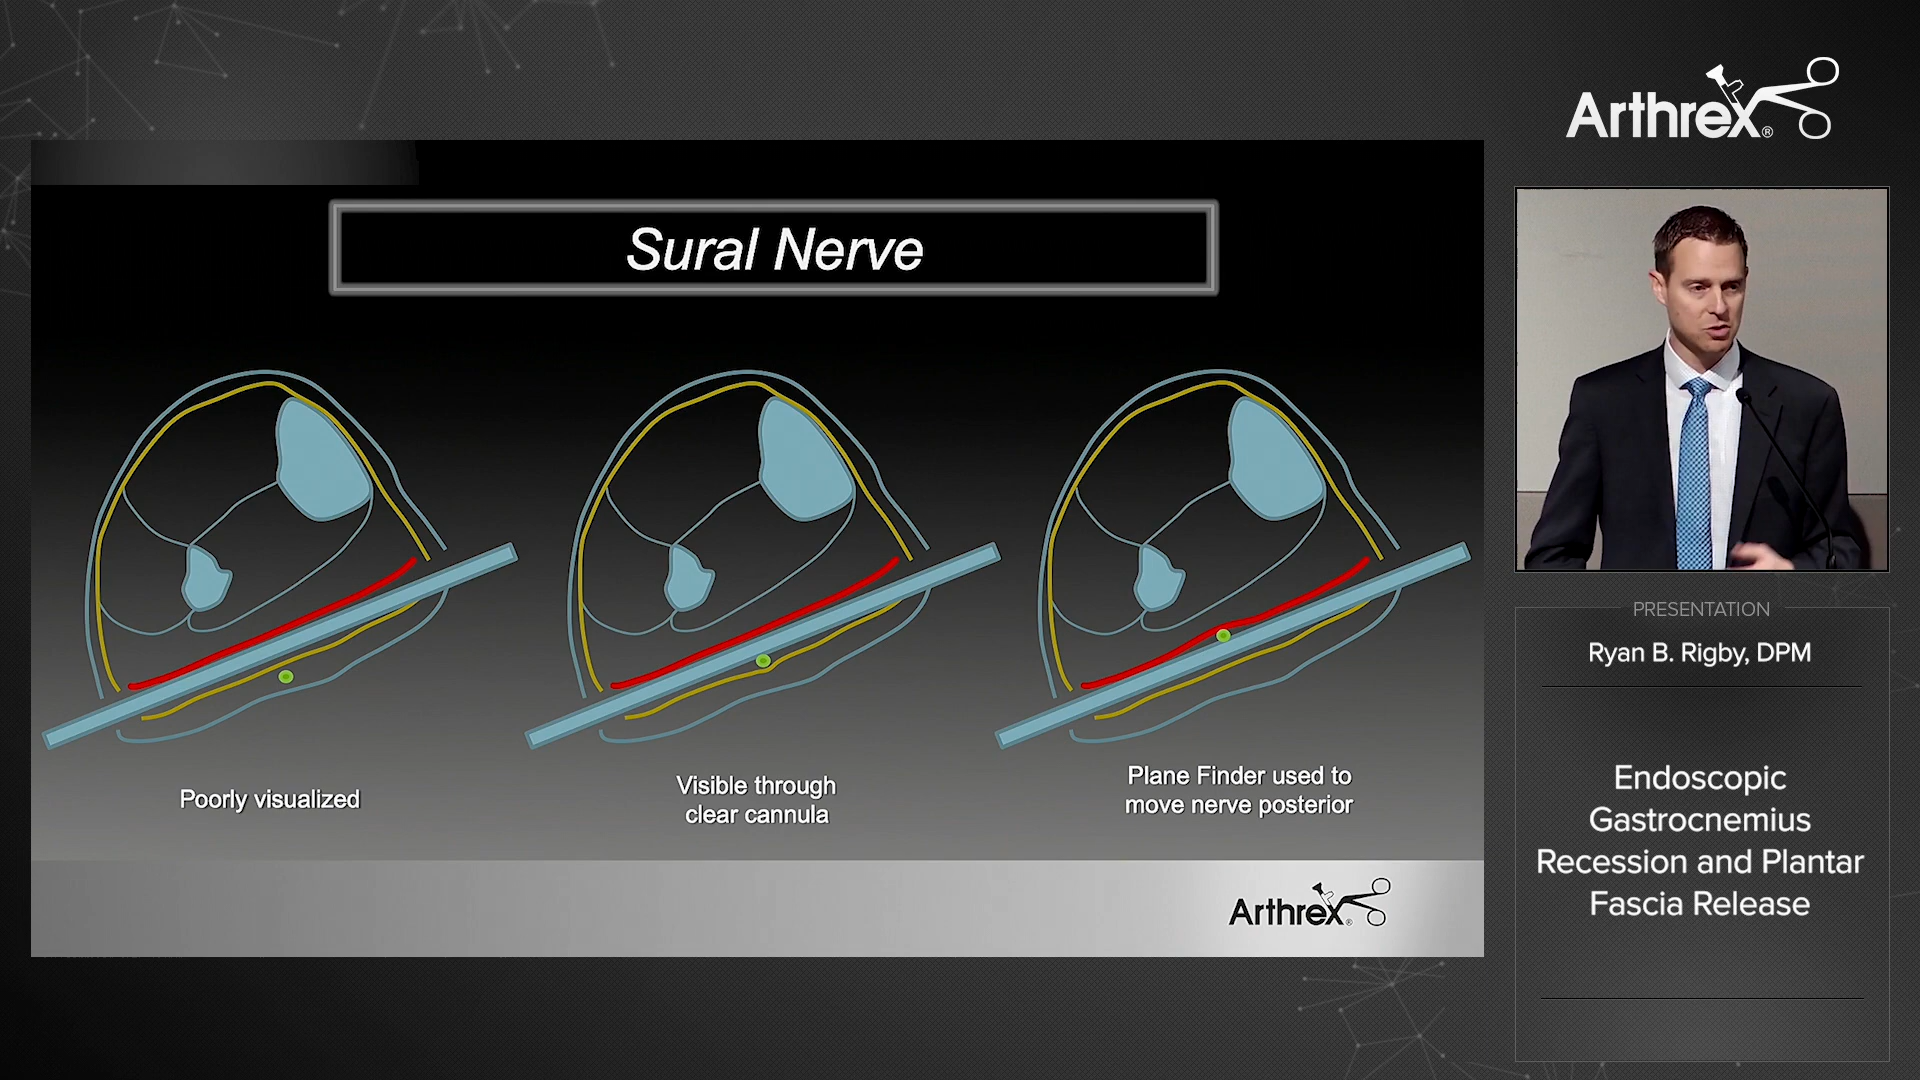 Arthrex®
Sural Nerve
Poorly visualized
Visible through
clear cannula
Plane Finder used to
move nerve posterior
Arthrex®
PRESENTATION
Ryan B. Rigby, DPM
Endoscopic
Gastrocnemius
Recession and Plantar
Fascia Release